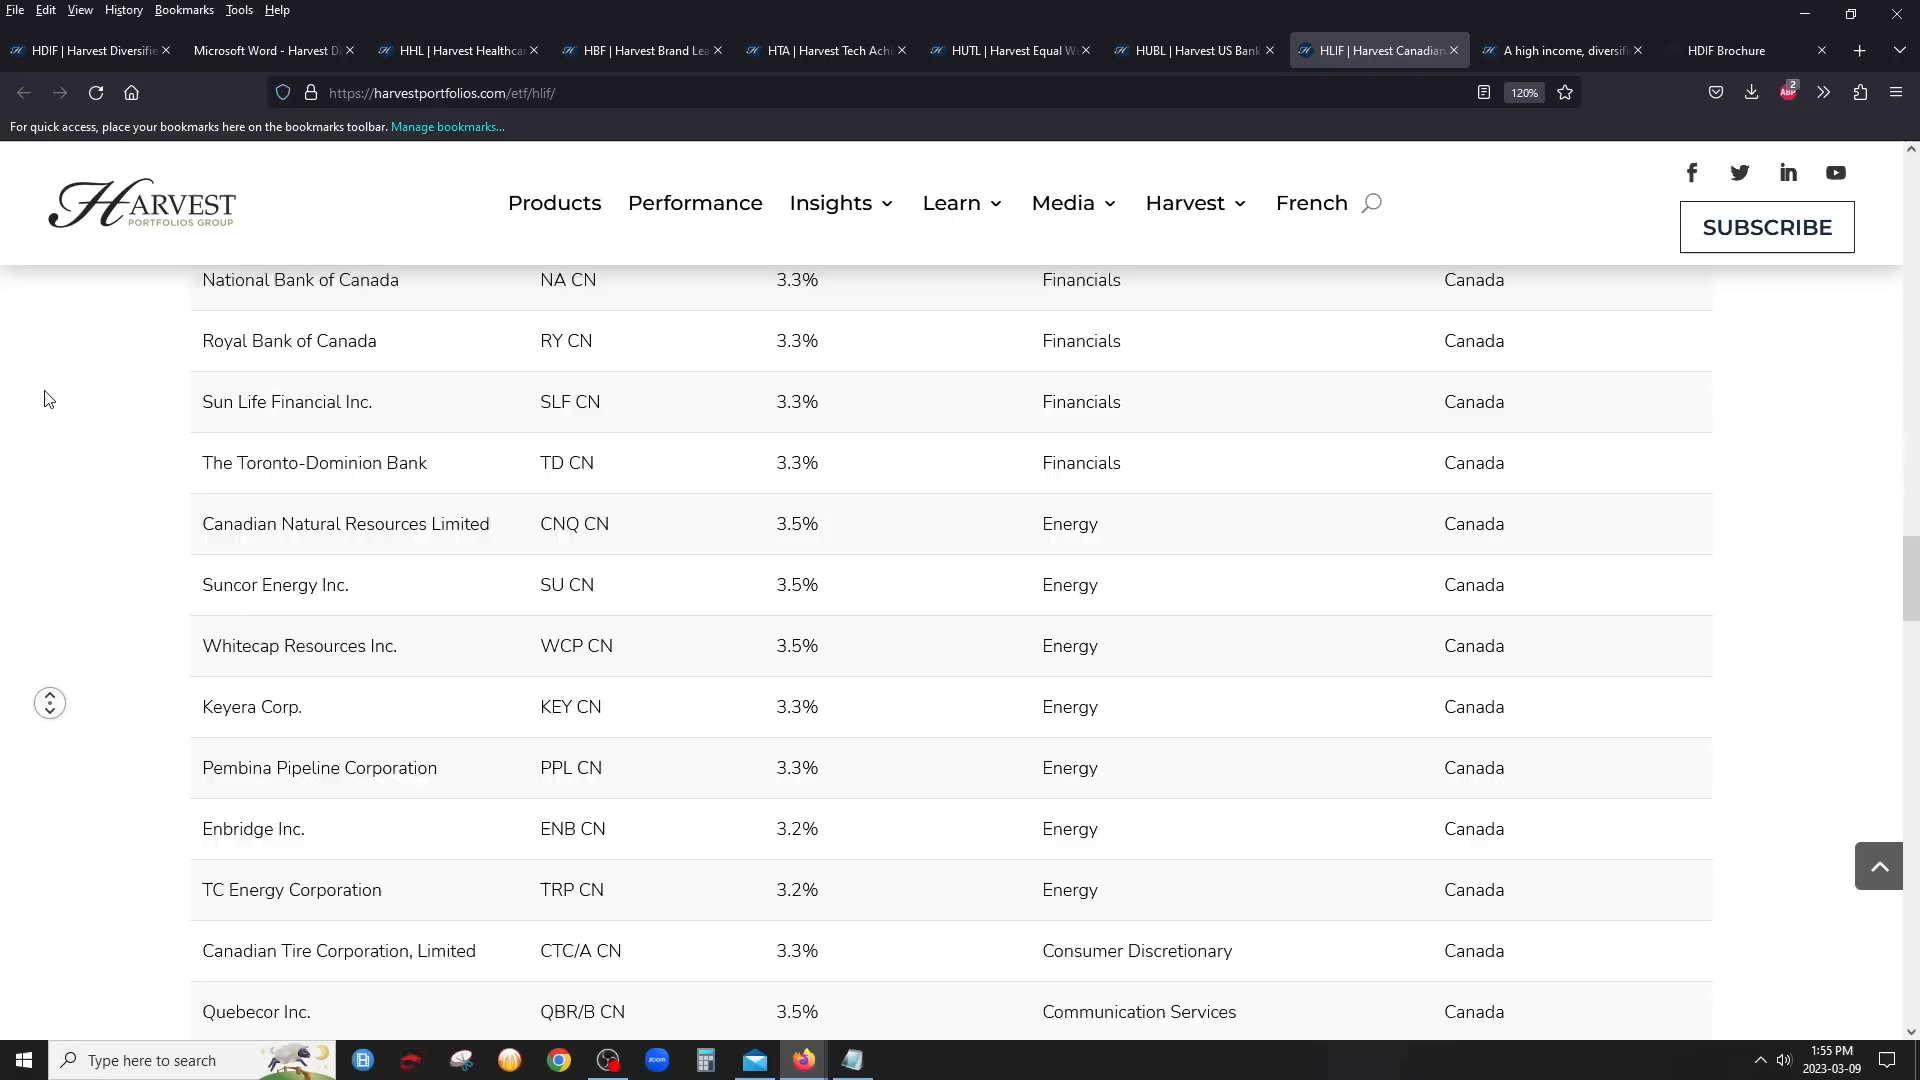 File Edit View History Bookmarks Tools Help
HDIF | Harvest Diversifie
Microsoft Word - Harvest Di
HHL | Harvest Healthcar
HBF | Harvest Brand Lea
HTA | Harvest Tech Achi
HUTL | Harvest Equal W
HUBL | Harvest US Bank
HLIF | Harvest Canadian
A high income, diversifi
HDIF Brochure
https://harvestportfolios.com/etf/hlif/
120%
ABP
2
For quick access, place your bookmarks here on the bookmarks toolbar. Manage bookmarks...
HARVEST
PORTFOLIOS GROUP
Products Performance Insights Learn Media Harvest French
SUBSCRIBE
National Bank of Canada NA CN 3.3% Financials Canada
Royal Bank of Canada RY CN 3.3% Financials Canada
Sun Life Financial Inc. SLF CN 3.3% Financials Canada
The Toronto-Dominion Bank TD CN 3.3% Financials Canada
Canadian Natural Resources Limited CNQ CN 3.5% Energy Canada
Suncor Energy Inc. SU CN 3.5% Energy Canada
Whitecap Resources Inc. WCP CN 3.5% Energy Canada
Keyera Corp. KEY CN 3.3% Energy Canada
Pembina Pipeline Corporation PPL CN 3.3% Energy Canada
Enbridge Inc. ENB CN 3.2% Energy Canada
TC Energy Corporation TRP CN 3.2% Energy Canada
Canadian Tire Corporation, Limited CTC/A CN 3.3% Consumer Discretionary Canada
Quebecor Inc. QBR/B CN 3.5% Communication Services Canada
Type here to search
zoom
1:55 PM
2023-03-09